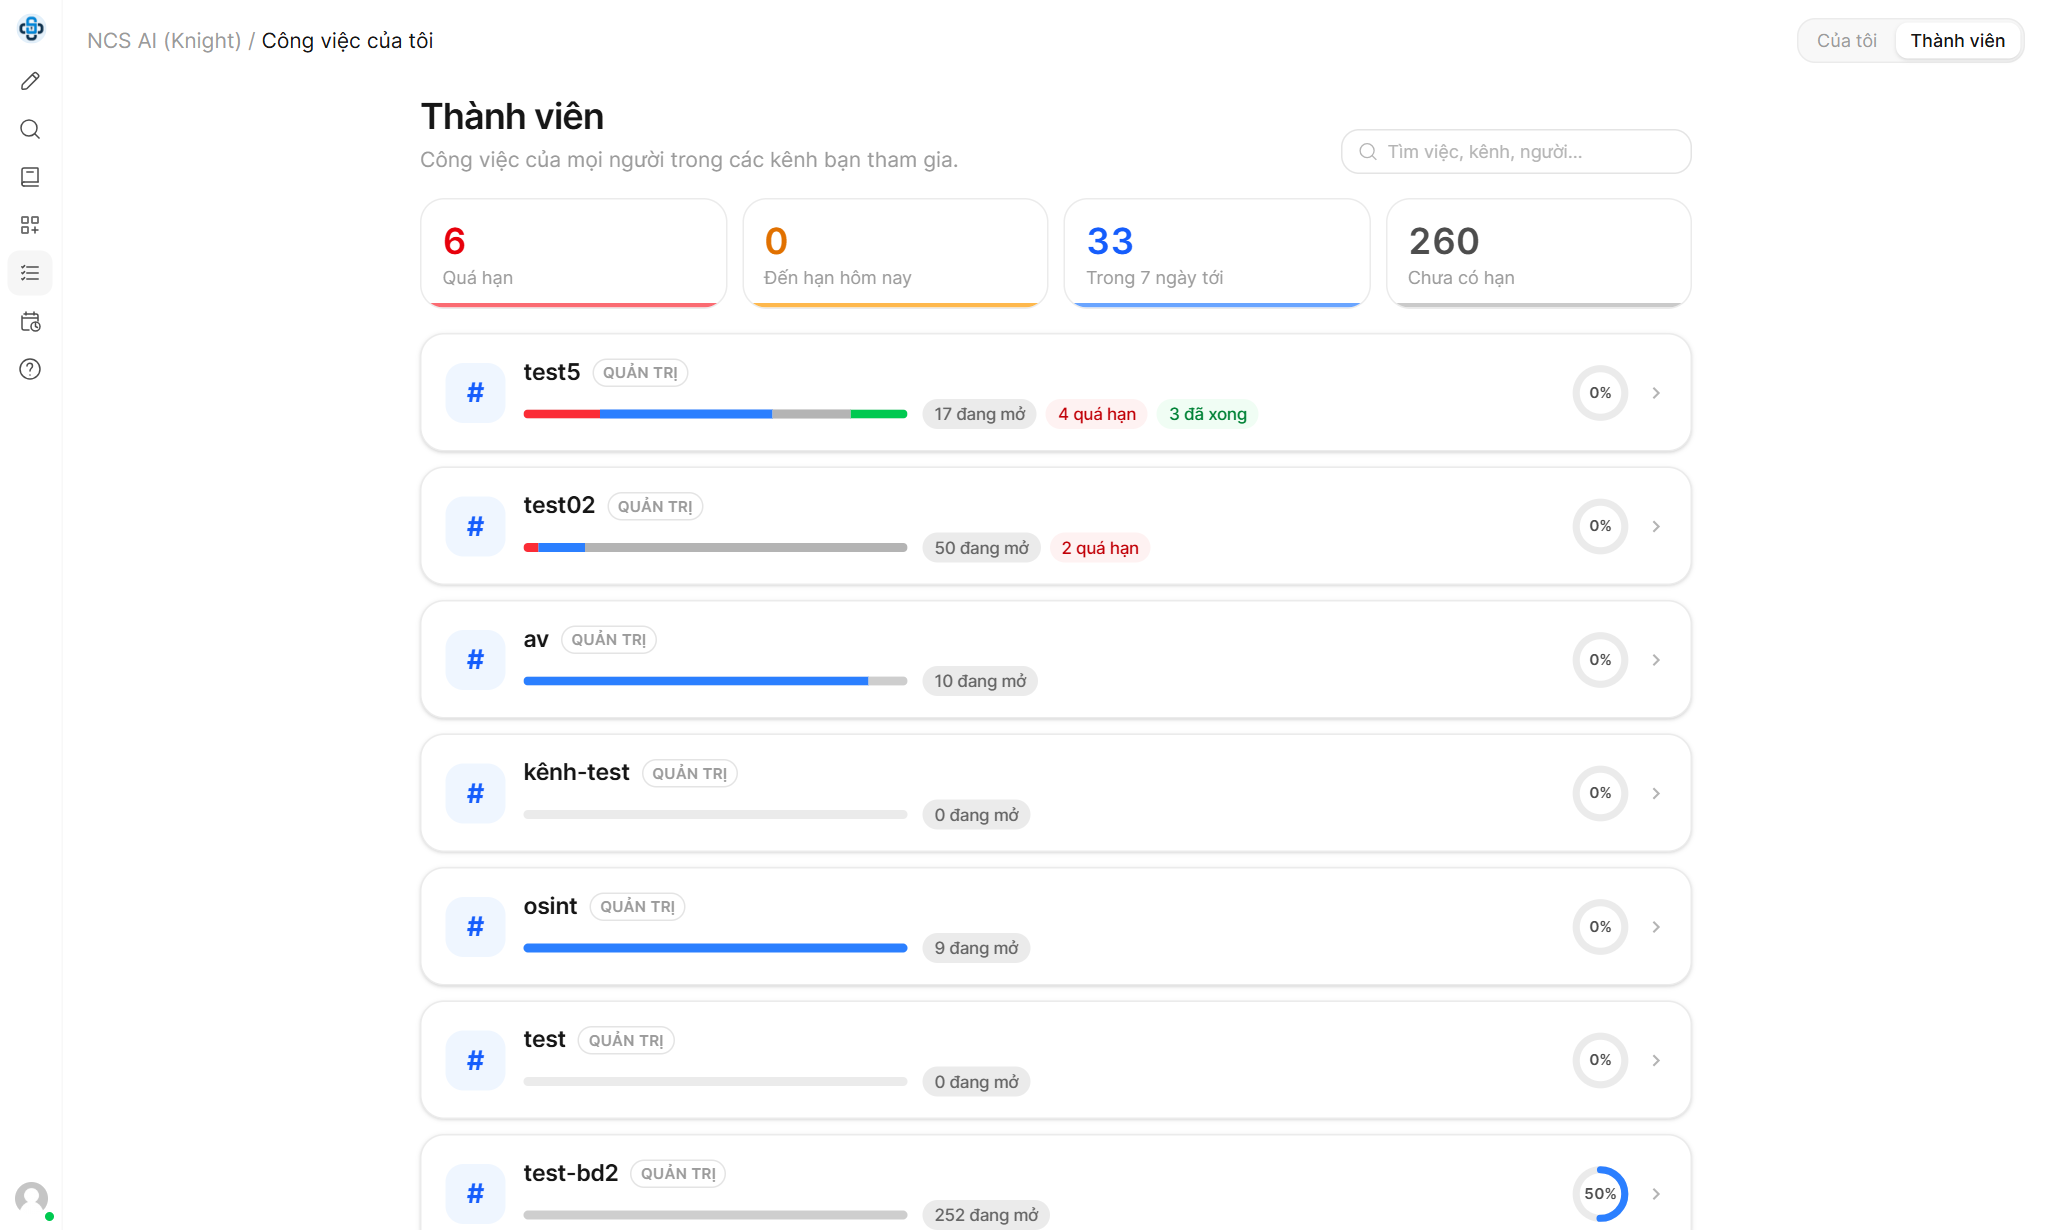 NCS AI (Knight) / Công việc của tôi
Của tôi
Thành viên
Thành viên
Công việc của mọi người trong các kênh bạn tham gia.
Tìm việc, kênh, người...
6
Quá hạn
0
Đến hạn hôm nay
33
Trong 7 ngày tới
260
Chưa có hạn
# test5 QUẢN TRỊ
17 đang mở 4 quá hạn 3 đã xong
0%
# test02 QUẢN TRỊ
50 đang mở 2 quá hạn
0%
# av QUẢN TRỊ
10 đang mở
0%
# kênh-test QUẢN TRỊ
0 đang mở
0%
# osint QUẢN TRỊ
9 đang mở
0%
# test QUẢN TRỊ
0 đang mở
0%
# test-bd2 QUẢN TRỊ
252 đang mở
50%